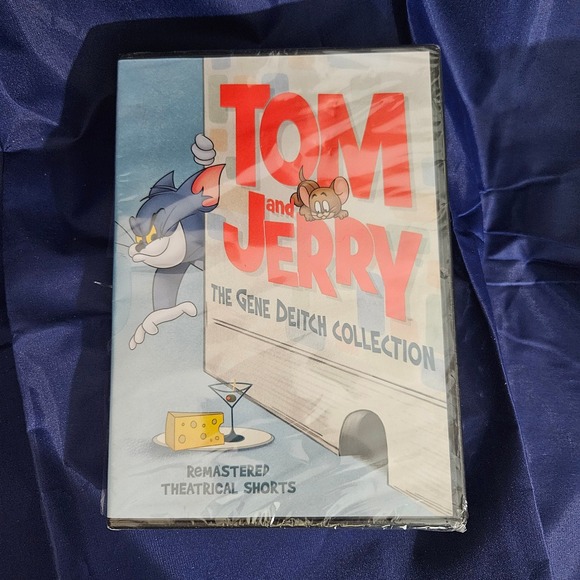 TOM
and
JERRY
THE GENE DEITCH COLLECTION
REMASTERED
THEATRICAL SHORTS